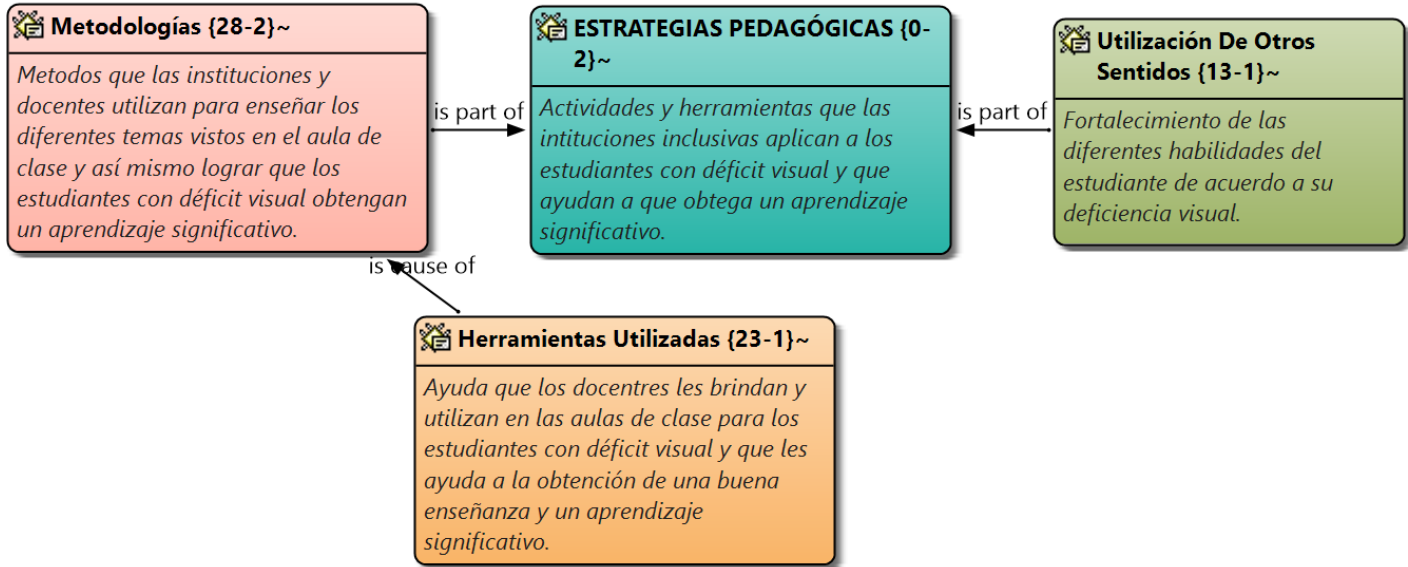 Metodologías {28-2}~
Metodos que las instituciones y
docentes utilizan para enseñar los
diferentes temas vistos en el aula de
clase y así mismo lograr que los
estudiantes con déficit visual obtengan
un aprendizaje significativo.
is part of
ESTRATEGIAS PEDAGÓGICAS {0-
2}~
Actividades y herramientas que las
intituciones inclusivas aplican a los
estudiantes con déficit visual y que
ayudan a que obtega un aprendizaje
significativo.
is part of
Utilización De Otros
Sentidos {13-1}~
Fortalecimiento de las
diferentes habilidades del
estudiante de acuerdo a su
deficiencia visual.
is cause of
Herramientas Utilizadas {23-1}~
Ayuda que los docentres les brindan y
utilizan en las aulas de clase para los
estudiantes con déficit visual y que les
ayuda a la obtención de una buena
enseñanza y un aprendizaje
significativo.